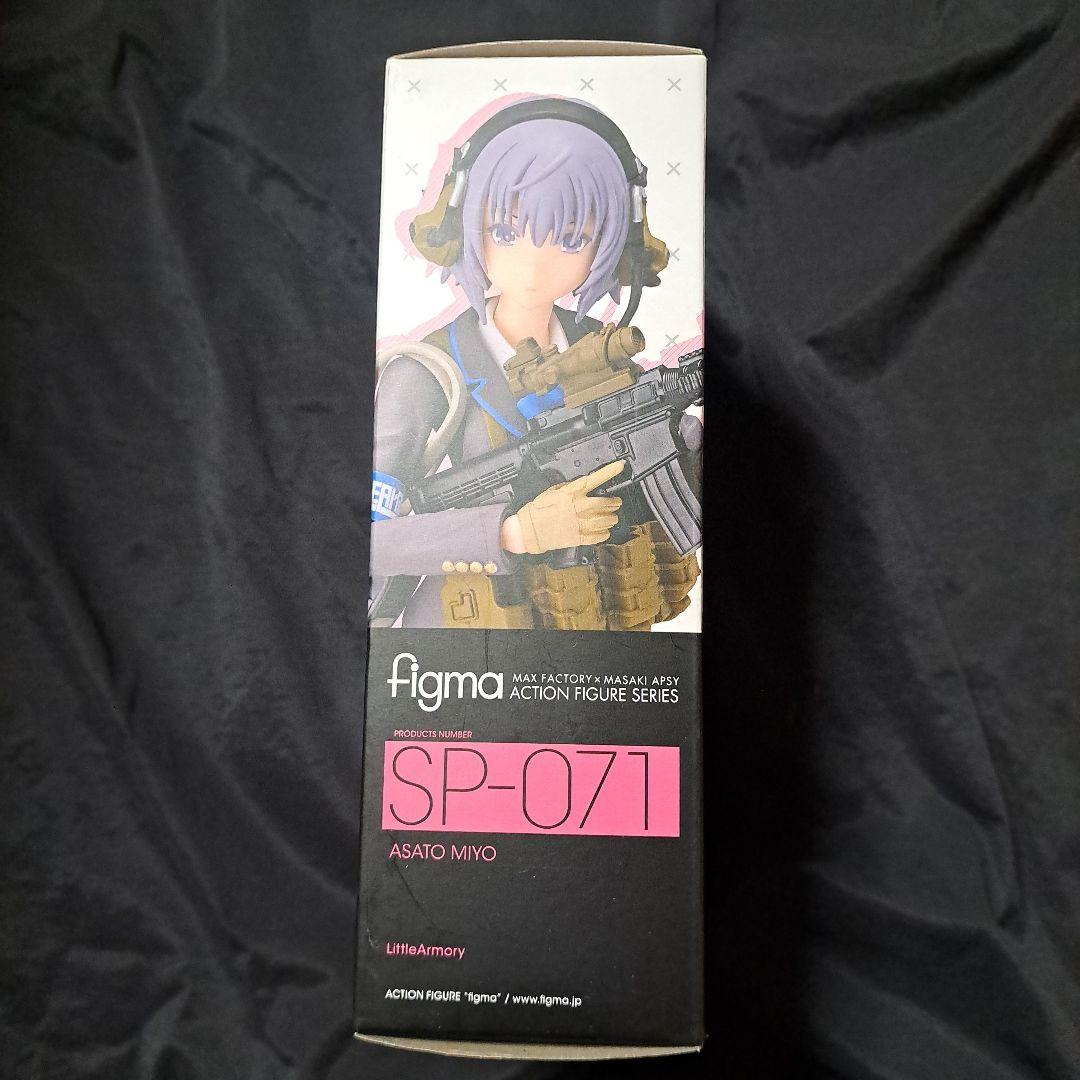 figma
MAX FACTORY × MASAKI APSY
ACTION FIGURE SERIES
PRODUCTS NUMBER
SP-071
ASATO MIYO
LittleArmory
ACTION FIGURE "figma" / www.figma.jp